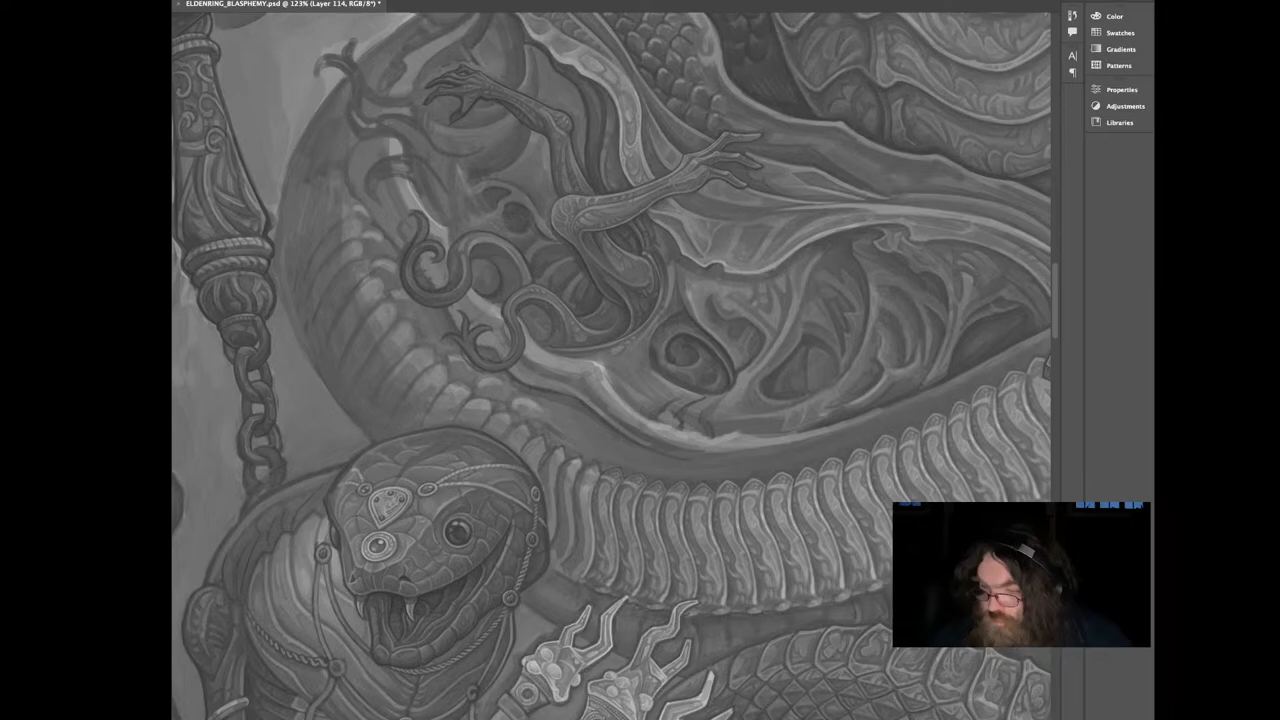 × ELDENRING_BLASPHEMY.psd @ 123% (Layer 114, RGB/8*) *
Color
Swatches
Gradients
Patterns
Properties
Adjustments
Libraries